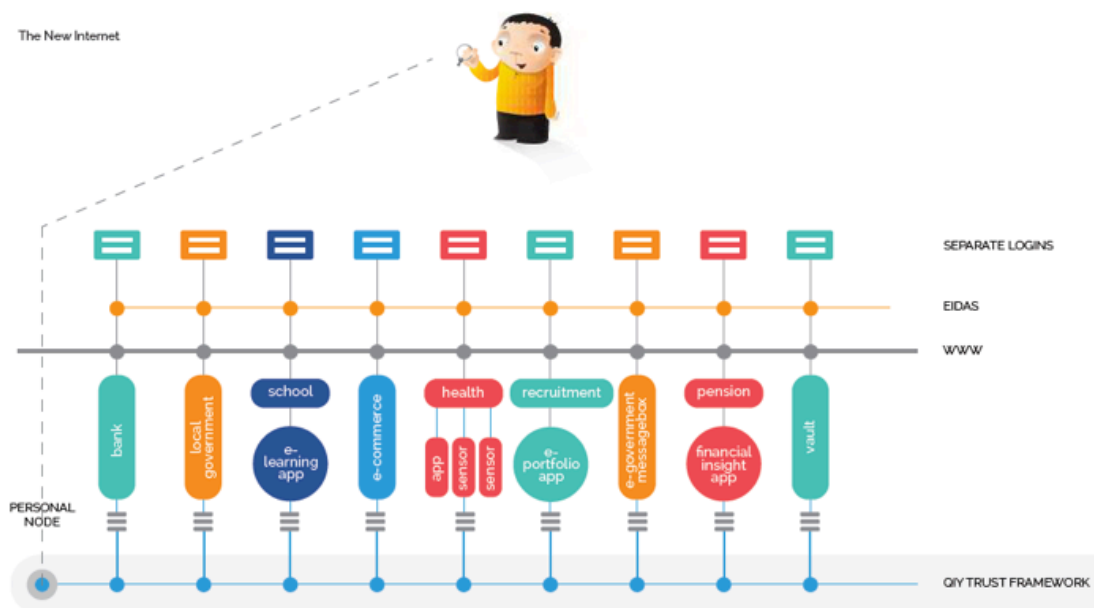 The New Internet
SEPARATE LOGINS
EIDAS
WWW
bank
local
government
school
e-
learning
app
e-commerce
health
app
sensor
sensor
recruitment
e-
portfolio
app
e-government
messagebox
pension
financial
insight
app
vault
PERSONAL
NODE
QIY TRUST FRAMEWORK